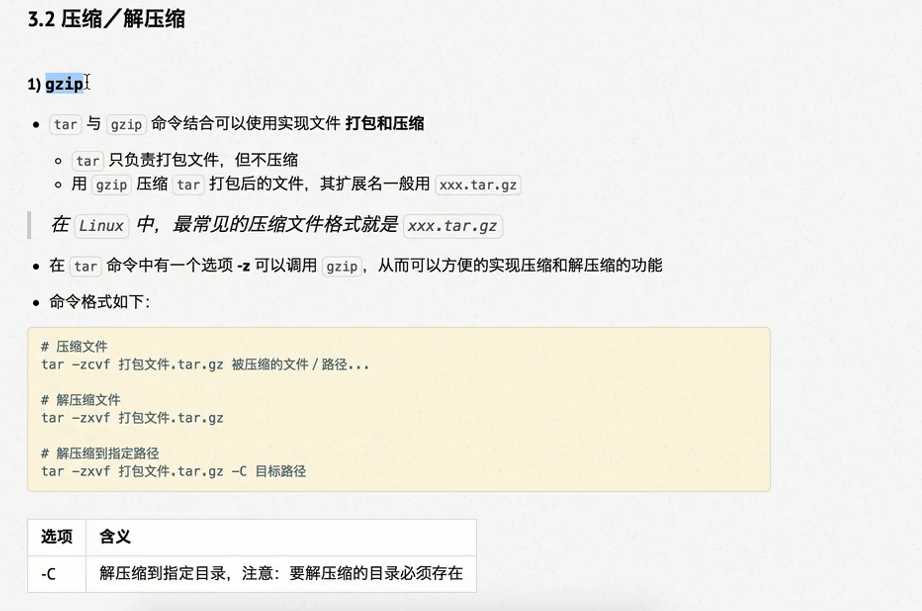 3.2 压缩／解压缩
1) gzip
• tar 与 gzip 命令结合可以使用实现文件 打包和压缩
◦ tar 只负责打包文件，但不压缩
◦ 用 gzip 压缩 tar 打包后的文件，其扩展名一般用 xxx.tar.gz
在 Linux 中，最常见的压缩文件格式就是 xxx.tar.gz
• 在 tar 命令中有一个选项 -z 可以调用 gzip，从而可以方便的实现压缩和解压缩的功能
• 命令格式如下：
# 压缩文件
tar -zcvf 打包文件.tar.gz 被压缩的文件／路径...
# 解压缩文件
tar -zxvf 打包文件.tar.gz
# 解压缩到指定路径
tar -zxvf 打包文件.tar.gz -C 目标路径
选项 含义
-C 解压缩到指定目录，注意：要解压缩的目录必须存在